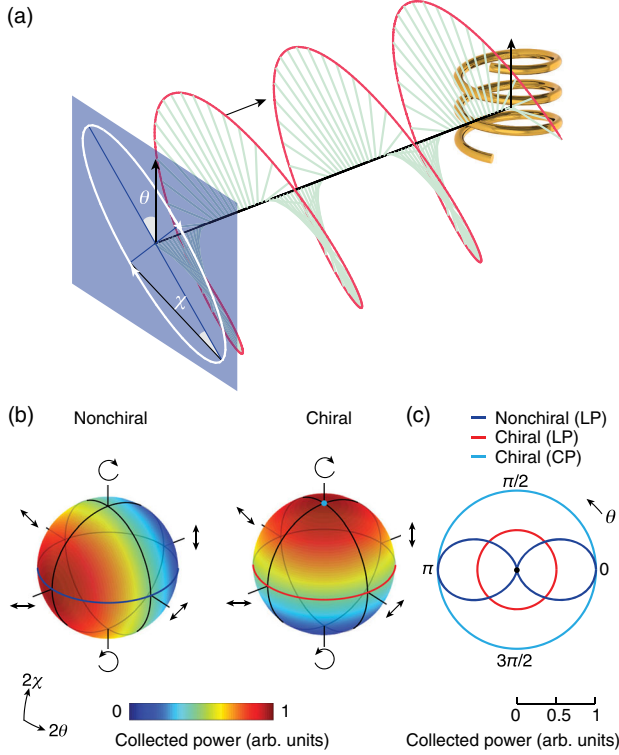 (a)
θ
χ
(b)
Nonchiral
Chiral
2χ
2θ
0
1
Collected power (arb. units)
(c)
Nonchiral (LP)
Chiral (LP)
Chiral (CP)
π/2
θ
π
0
3π/2
0 0.5 1
Collected power (arb. units)